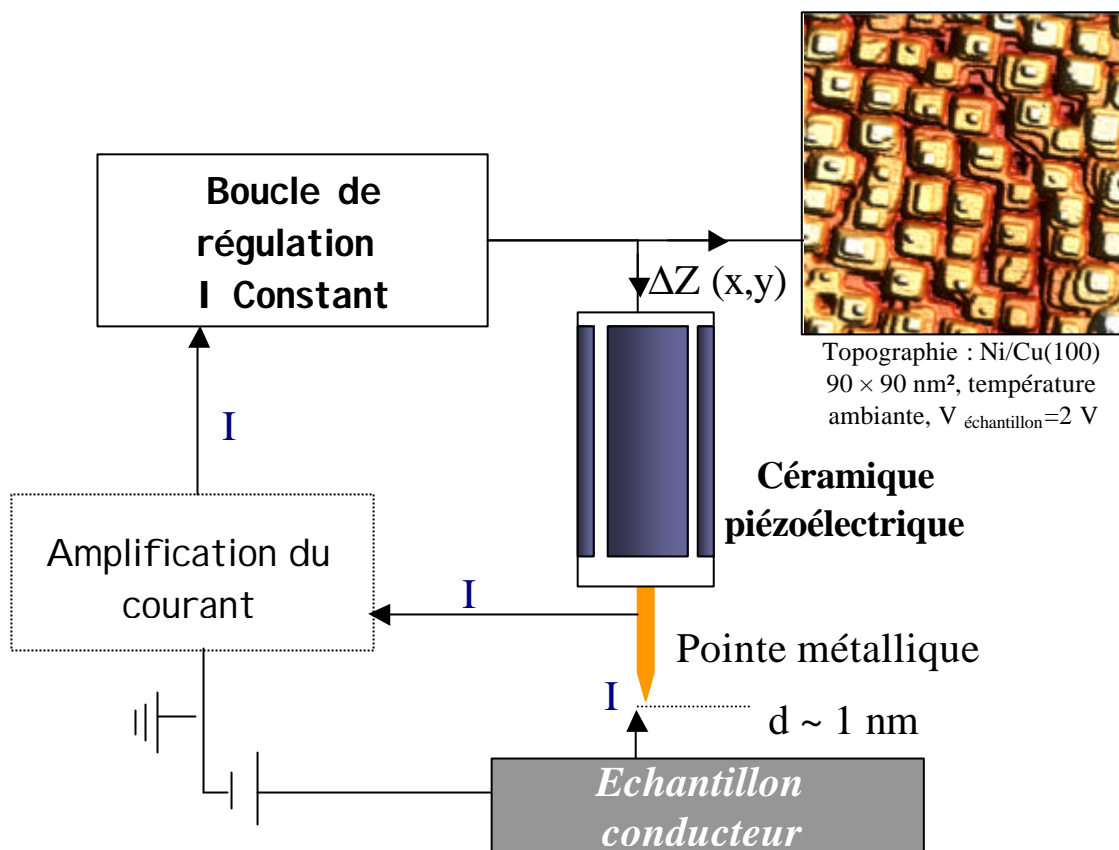 Boucle de
régulation
I Constant
ΔZ (x,y)
Topographie : Ni/Cu(100)
90 × 90 nm², température
ambiante, V échantillon=2 V
I
Céramique
piézoélectrique
Amplification du
courant
I
Pointe métallique
I
d ~ 1 nm
Echantillon
conducteur